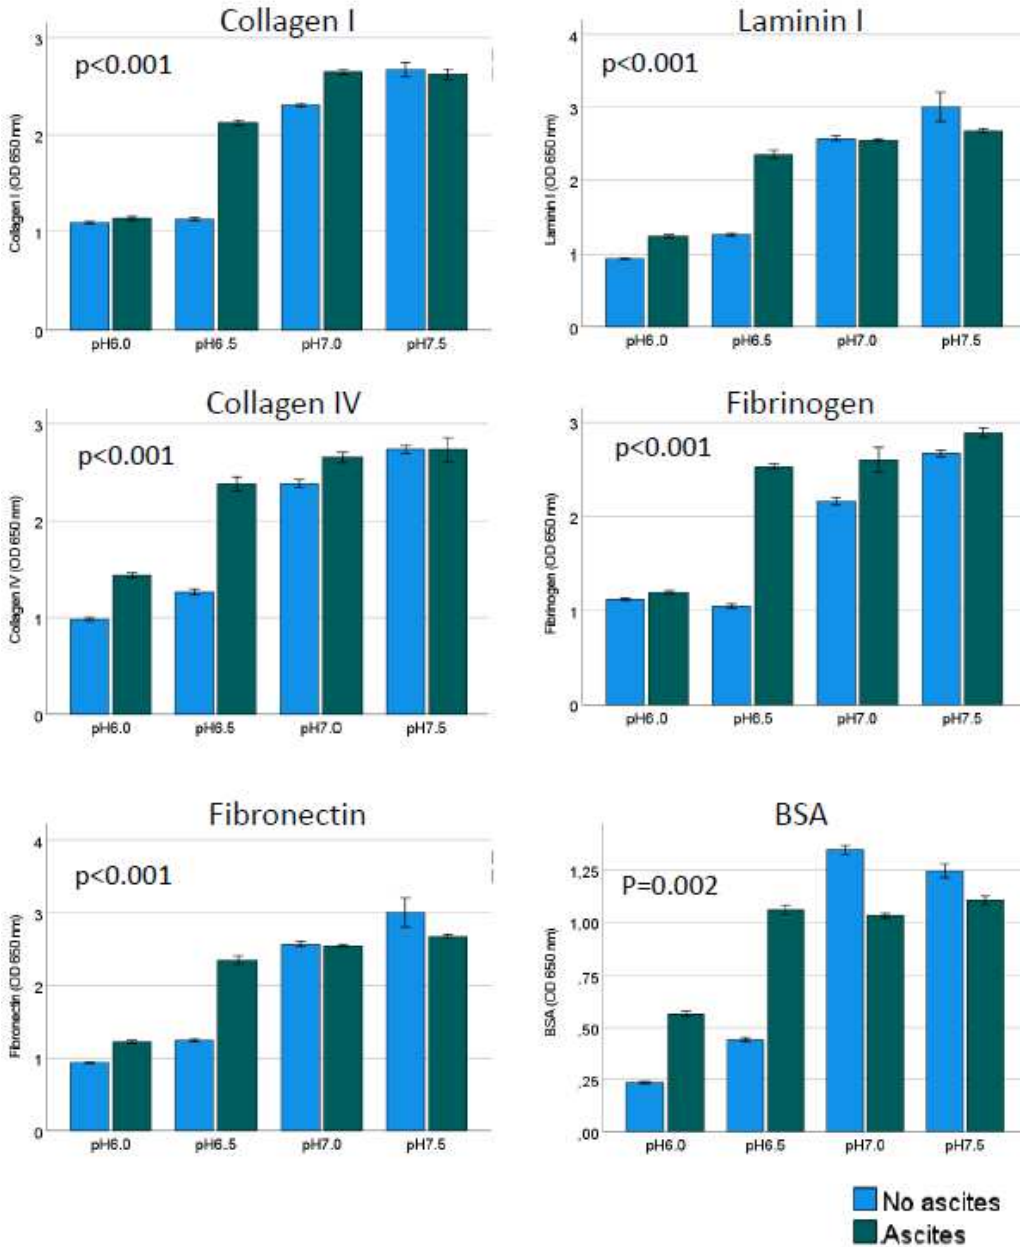 Collagen I
p<0.001
Collagen I (OD 650 nm)
3
2
1
0
pH6.0 pH6.5 pH7.0 pH7.5
Laminin I
p<0.001
Laminin I (OD 650 nm)
4
3
2
1
0
pH6.0 pH6.5 pH7.0 pH7.5
Collagen IV
p<0.001
Collagen IV (OD 650 nm)
3
2
1
0
pH6.0 pH6.5 pH7.0 pH7.5
Fibrinogen
p<0.001
Fibrinogen (OD 650 nm)
3
2
1
0
pH6.0 pH6.5 pH7.0 pH7.5
Fibronectin
p<0.001
Fibronectin (OD 650 nm)
4
3
2
1
0
pH6.0 pH6.5 pH7.0 pH7.5
BSA
P=0.002
BSA (OD 650 nm)
1,25
1,00
,75
,50
,25
,00
pH6.0 pH6.5 pH7.0 pH7.5
No ascites
Ascites